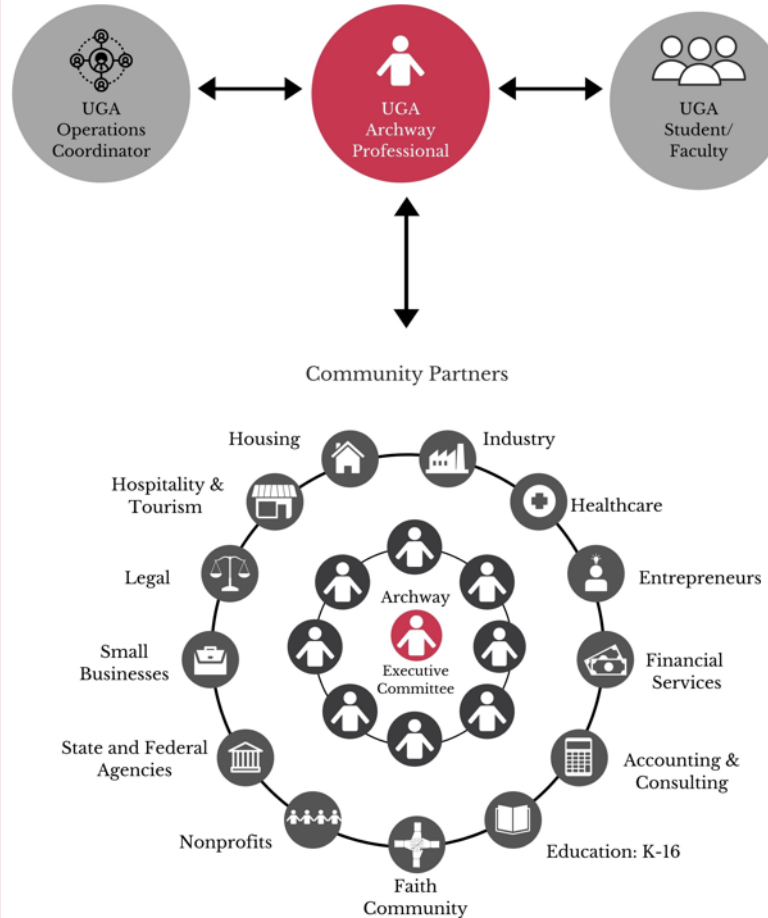 UGA
Operations
Coordinator
UGA
Archway
Professional
UGA
Student/
Faculty
Community Partners
Housing
Industry
Hospitality &
Tourism
Healthcare
Legal
Archway
Entrepreneurs
Executive
Committee
Small
Businesses
Financial
Services
State and Federal
Agencies
Accounting &
Consulting
Nonprofits
Education: K-16
Faith
Community